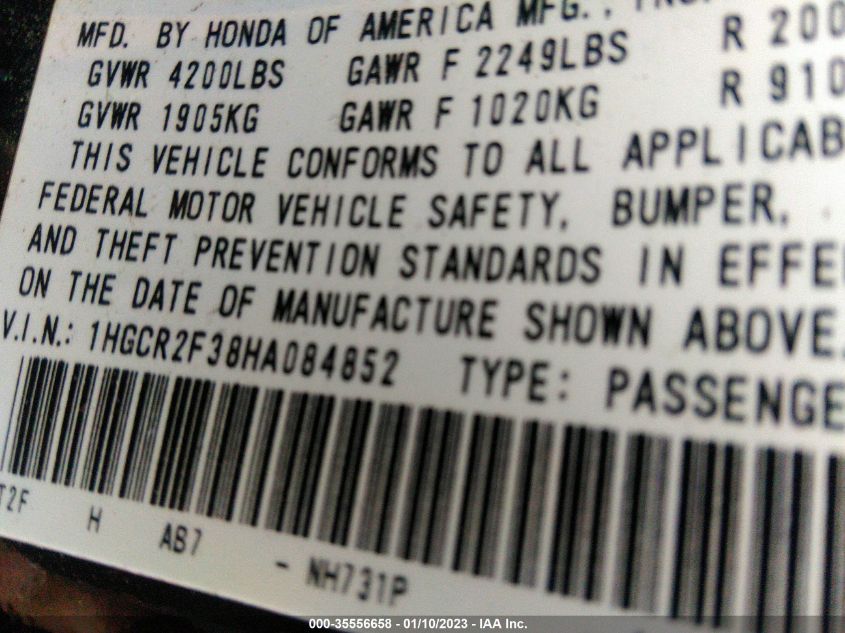 MFD. BY HONDA OF AMERICA MFG., INC.
GVWR 4200LBS GAWR F 2249LBS R 200
GVWR 1905KG GAWR F 1020KG R 910
THIS VEHICLE CONFORMS TO ALL APPLICAB
FEDERAL MOTOR VEHICLE SAFETY, BUMPER,
AND THEFT PREVENTION STANDARDS IN EFFE
ON THE DATE OF MANUFACTURE SHOWN ABOVE.
V.I.N.: 1HGCR2F38HA084852 TYPE: PASSENGE
T2F H AB7 - NH731P
000-35556658 - 01/10/2023 - IAA Inc.